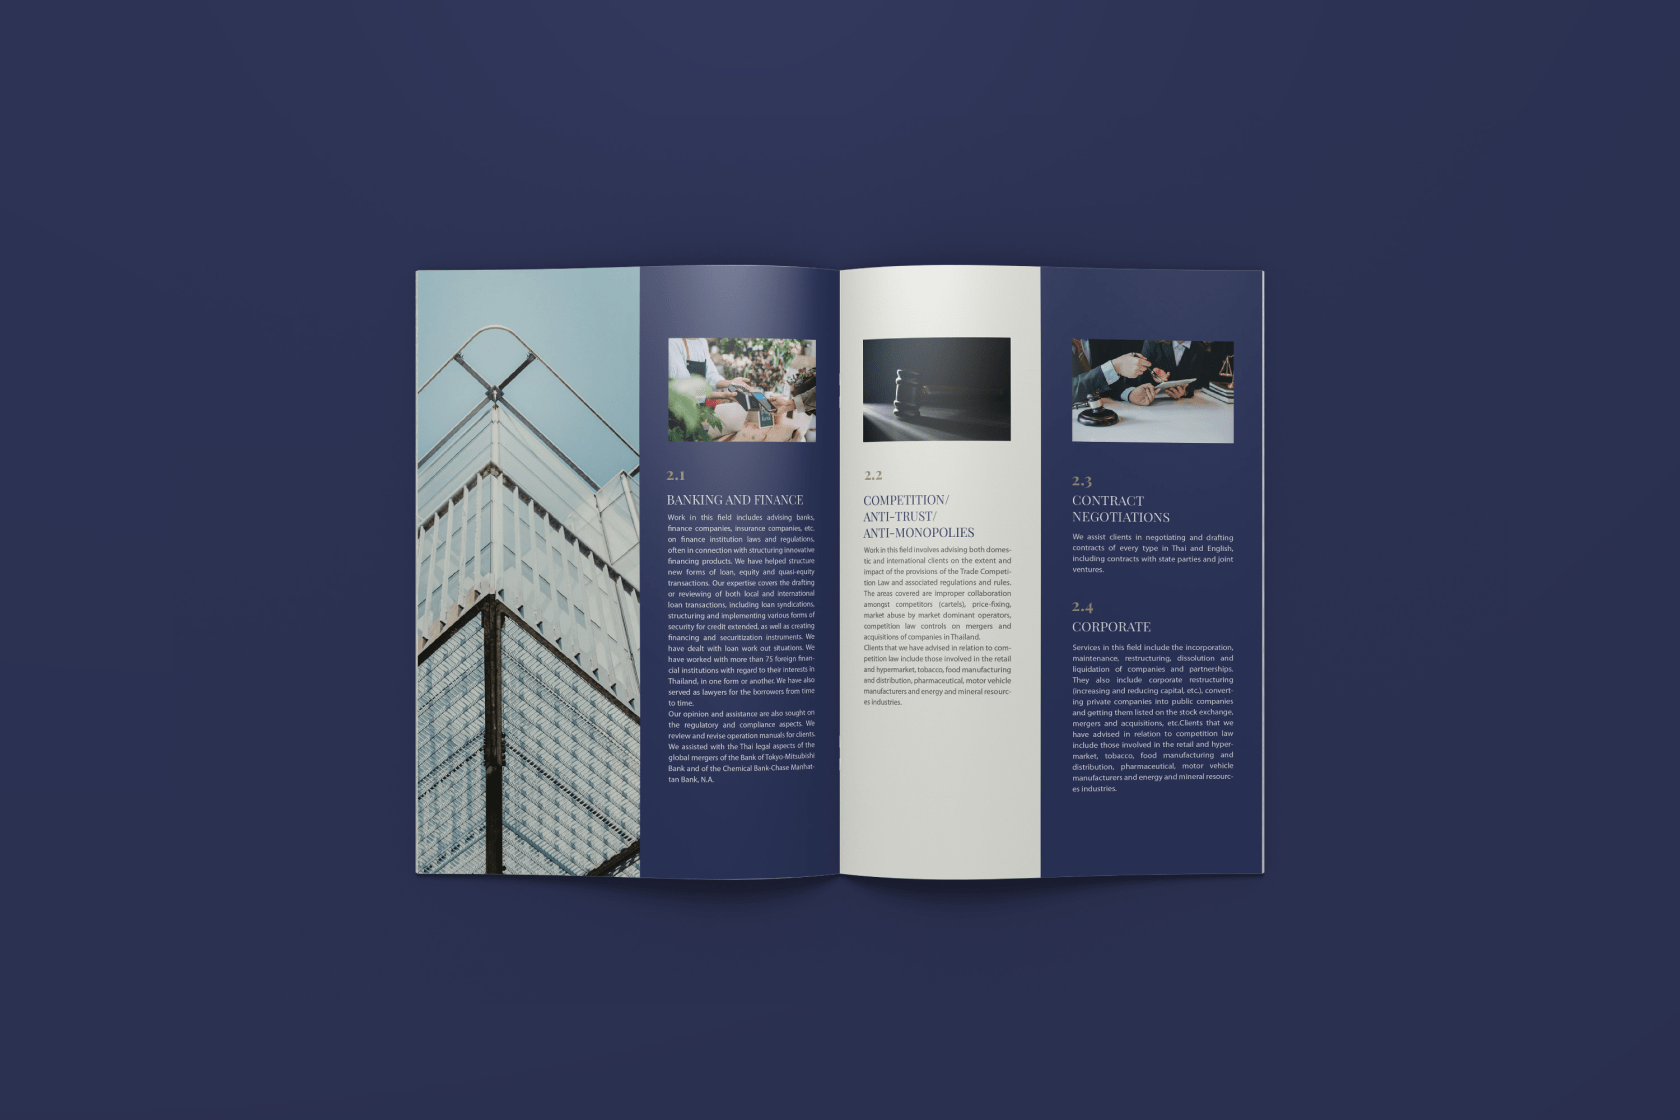 2.1
BANKING AND FINANCE
Work in this field includes advising banks,
finance companies, insurance companies, etc.
on finance institution laws and regulations,
often in connection with structuring innovative
financing products. We have helped structure
new forms of loan, equity and quasi-equity
transactions. Our expertise covers the drafting
or reviewing of both local and international
loan transactions, including loan syndications,
structuring and implementing various forms of
security for credit extended, as well as creating
financing and securitization instruments. We
have dealt with loan work out situations. We
have worked with more than 75 foreign finan-
cial institutions with regard to their interests in
Thailand, in one form or another. We have also
served as lawyers for the borrowers from time
to time.
Our opinion and assistance are also sought on
the regulatory and compliance aspects. We
review and revise operation manuals for clients.
We assisted with the Thai legal aspects of the
global mergers of the Bank of Tokyo-Mitsubishi
Bank and of the Chemical Bank-Chase Manhat-
tan Bank, N.A.
2.2
COMPETITION/
ANTI-TRUST/
ANTI-MONOPOLIES
Work in this field involves advising both domes-
tic and international clients on the extent and
impact of the provisions of the Trade Competi-
tion Law and associated regulations and rules.
The areas covered are improper collaboration
amongst competitors (cartels), price-fixing,
market abuse by market dominant operators,
competition law controls on mergers and
acquisitions of companies in Thailand.
Clients that we have advised in relation to com-
petition law include those involved in the retail
and hypermarket, tobacco, food manufacturing
and distribution, pharmaceutical, motor vehicle
manufacturers and energy and mineral resourc-
es industries.
2.3
CONTRACT
NEGOTIATIONS
We assist clients in negotiating and drafting
contracts of every type in Thai and English,
including contracts with state parties and joint
ventures.
2.4
CORPORATE
Services in this field include the incorporation,
maintenance, restructuring, dissolution and
liquidation of companies and partnerships.
They also include corporate restructuring
(increasing and reducing capital, etc.), convert-
ing private companies into public companies
and getting them listed on the stock exchange,
mergers and acquisitions, etc.Clients that we
have advised in relation to competition law
include those involved in the retail and hyper-
market, tobacco, food manufacturing and
distribution, pharmaceutical, motor vehicle
manufacturers and energy and mineral resourc-
es industries.